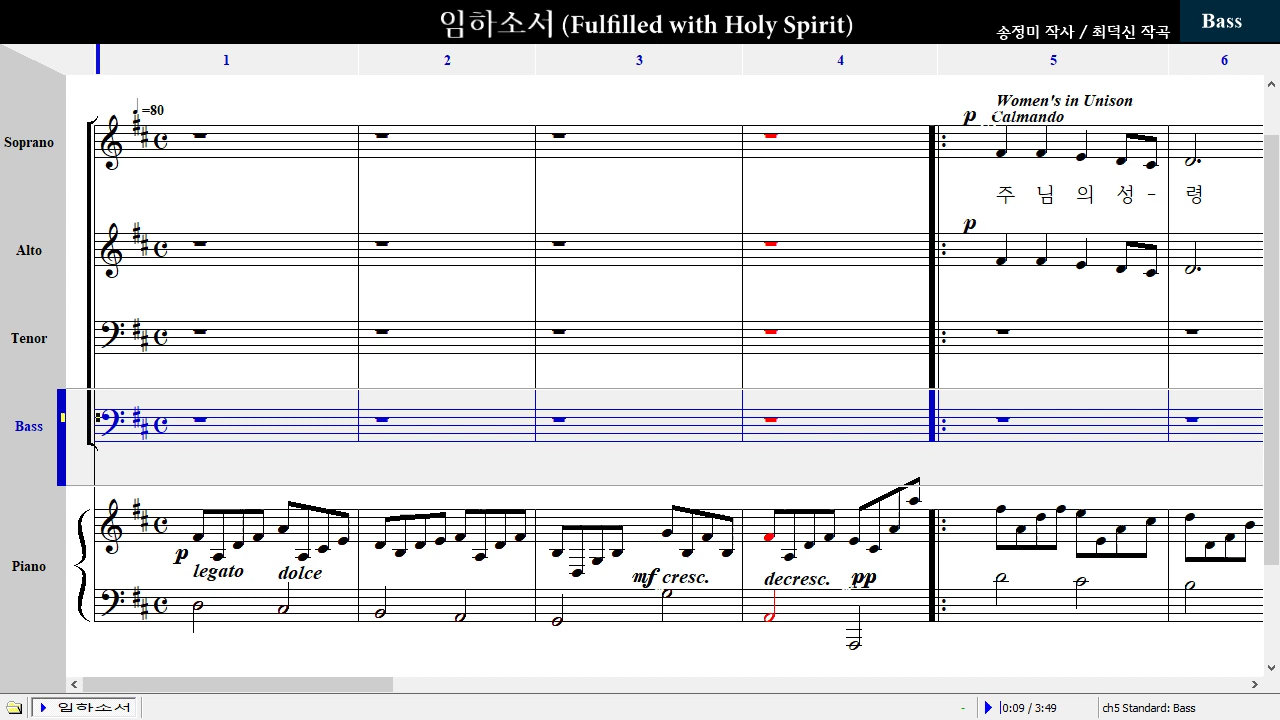 임하소서 (Fulfilled with Holy Spirit)
송정미 작사 / 최덕신 작곡
Bass
1 2 3 4 5 6
=80
Women's in Unison
p Calmando
Soprano
주 님 의 성 - 령
p
Alto
Tenor
Bass
Piano
p legato dolce mf cresc. decresc. pp
임하소서
- 0:09 / 3:49 ch5 Standard: Bass